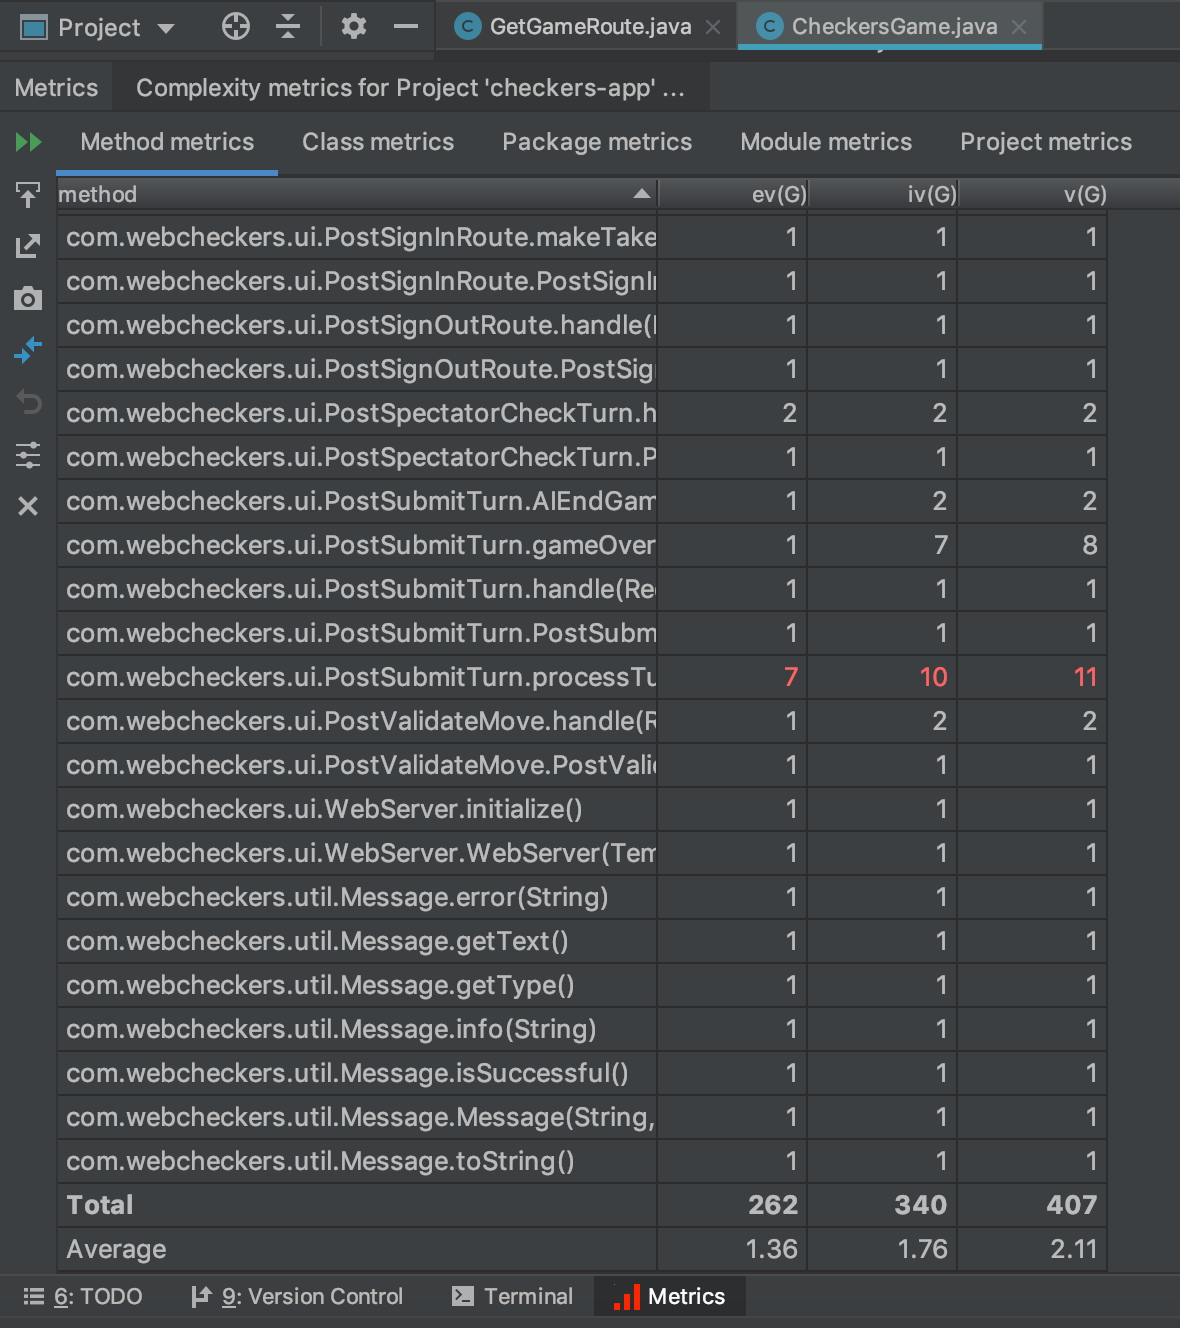 Project GetGameRoute.java CheckersGame.java
Metrics Complexity metrics for Project 'checkers-app' ...
Method metrics Class metrics Package metrics Module metrics Project metrics
method ev(G) iv(G) v(G)
com.webcheckers.ui.PostSignInRoute.makeTake 1 1 1
com.webcheckers.ui.PostSignInRoute.PostSignI 1 1 1
com.webcheckers.ui.PostSignOutRoute.handle( 1 1 1
com.webcheckers.ui.PostSignOutRoute.PostSig 1 1 1
com.webcheckers.ui.PostSpectatorCheckTurn.h 2 2 2
com.webcheckers.ui.PostSpectatorCheckTurn.P 1 1 1
com.webcheckers.ui.PostSubmitTurn.AIEndGam 1 2 2
com.webcheckers.ui.PostSubmitTurn.gameOver 1 7 8
com.webcheckers.ui.PostSubmitTurn.handle(Re 1 1 1
com.webcheckers.ui.PostSubmitTurn.PostSubm 1 1 1
com.webcheckers.ui.PostSubmitTurn.processTu 7 10 11
com.webcheckers.ui.PostValidateMove.handle(R 1 2 2
com.webcheckers.ui.PostValidateMove.PostVali 1 1 1
com.webcheckers.ui.WebServer.initialize() 1 1 1
com.webcheckers.ui.WebServer.WebServer(Tem 1 1 1
com.webcheckers.util.Message.error(String) 1 1 1
com.webcheckers.util.Message.getText() 1 1 1
com.webcheckers.util.Message.getType() 1 1 1
com.webcheckers.util.Message.info(String) 1 1 1
com.webcheckers.util.Message.isSuccessful() 1 1 1
com.webcheckers.util.Message.Message(String, 1 1 1
com.webcheckers.util.Message.toString() 1 1 1
Total 262 340 407
Average 1.36 1.76 2.11
6: TODO 9: Version Control Terminal Metrics